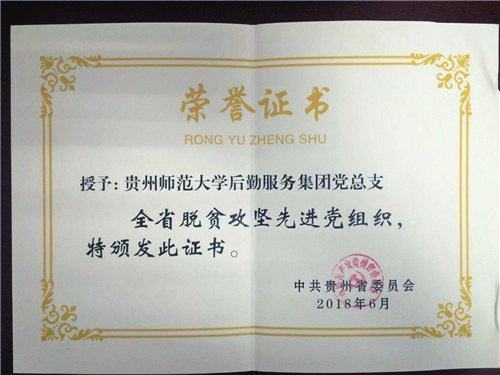 荣誉证书
RONG YU ZHENG SHU
授予：贵州师范大学后勤服务集团党总支
全省脱贫攻坚先进党组织，
特颁发此证书。
中共贵州省委员会
2018年6月